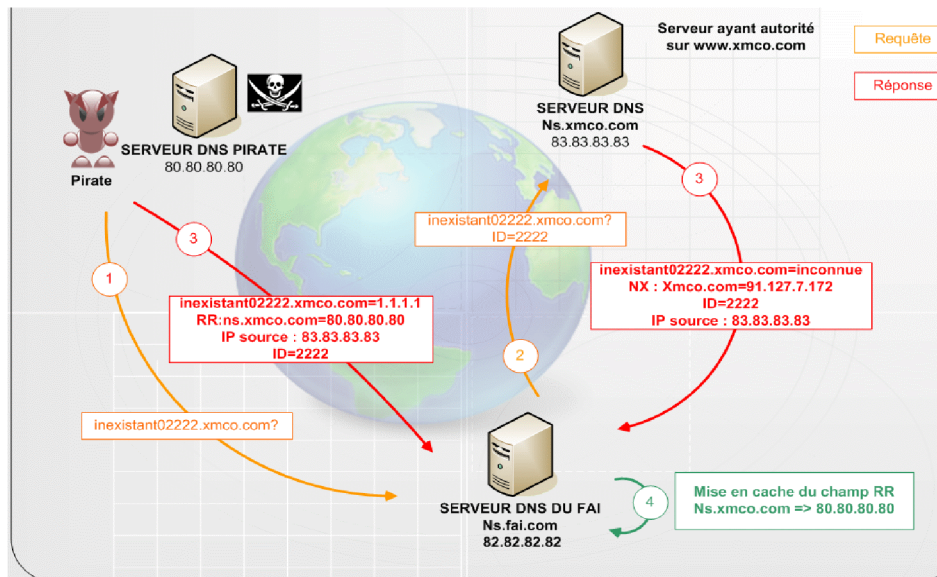 Serveur ayant autorité
sur www.xmco.com
Requête
Réponse
SERVEUR DNS
Ns.xmco.com
83.83.83.83
SERVEUR DNS PIRATE
80.80.80.80
Pirate
3
3
1
inexistant02222.xmco.com?
ID=2222
inexistant02222.xmco.com=inconnue
NX : Xmco.com=91.127.7.172
ID=2222
IP source : 83.83.83.83
inexistant02222.xmco.com=1.1.1.1
RR:ns.xmco.com=80.80.80.80
IP source : 83.83.83.83
ID=2222
2
inexistant02222.xmco.com?
SERVEUR DNS DU FAI
Ns.fai.com
82.82.82.82
4
Mise en cache du champ RR
Ns.xmco.com => 80.80.80.80